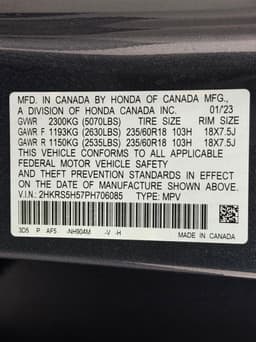 MFD. IN CANADA BY HONDA OF CANADA MFG.,
A DIVISION OF HONDA CANADA INC. 01/23
GVWR 2300KG (5070LBS) TIRE SIZE RIM SIZE
GAWR F 1193KG (2630LBS) 235/60R18 103H 18X7.5J
GAWR R 1150KG (2535LBS) 235/60R18 103H 18X7.5J
THIS VEHICLE CONFORMS TO ALL APPLICABLE
FEDERAL MOTOR VEHICLE SAFETY
AND THEFT PREVENTION STANDARDS IN EFFECT
ON THE DATE OF MANUFACTURE SHOWN ABOVE.
V.I.N.: 2HKRS5H57PH706085 TYPE: MPV
3D5 P AF5 -NH904M -V -H
MADE IN CANADA